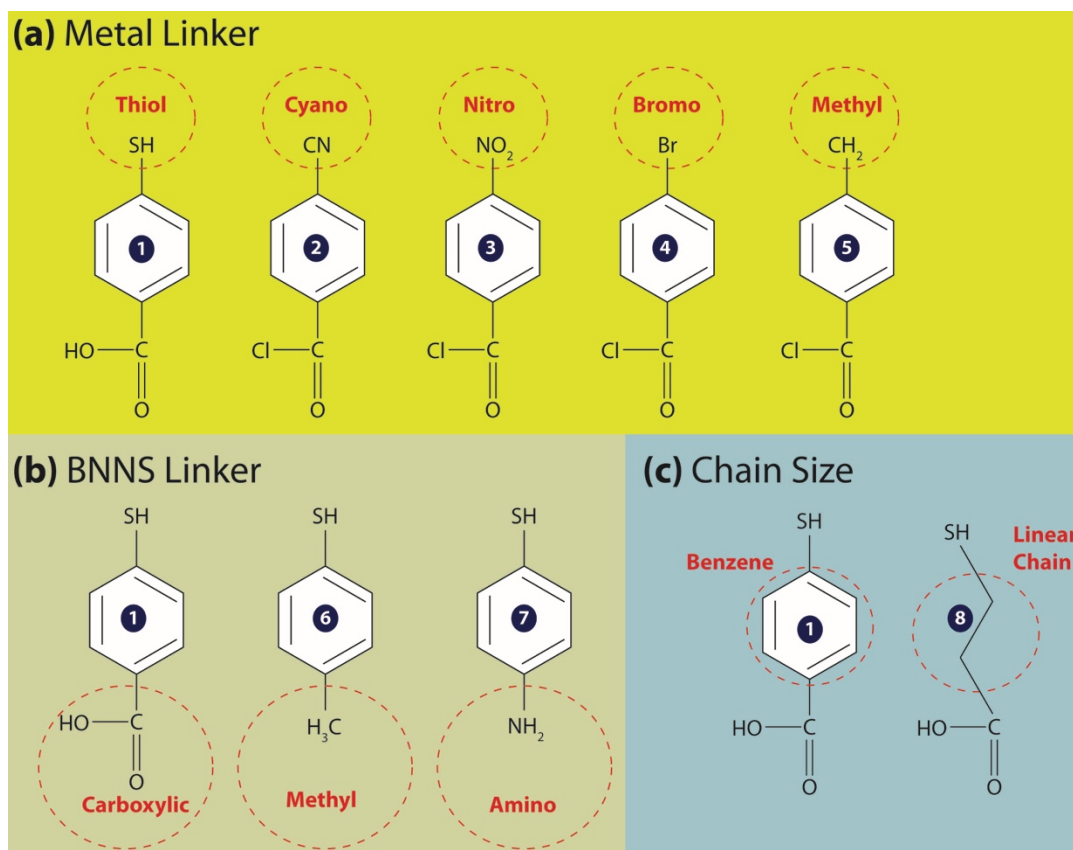 (a) Metal Linker
Thiol Cyano Nitro Bromo Methyl
SH CN NO₂ Br CH₂
1 2 3 4 5
HO C Cl C Cl C Cl C Cl C
O O O O O
(b) BNNS Linker
SH SH SH
1 6 7
HO C H₃C NH₂
O
Carboxylic Methyl Amino
(c) Chain Size
SH SH Linear
Benzene Chain
1 8
HO C HO C
O O